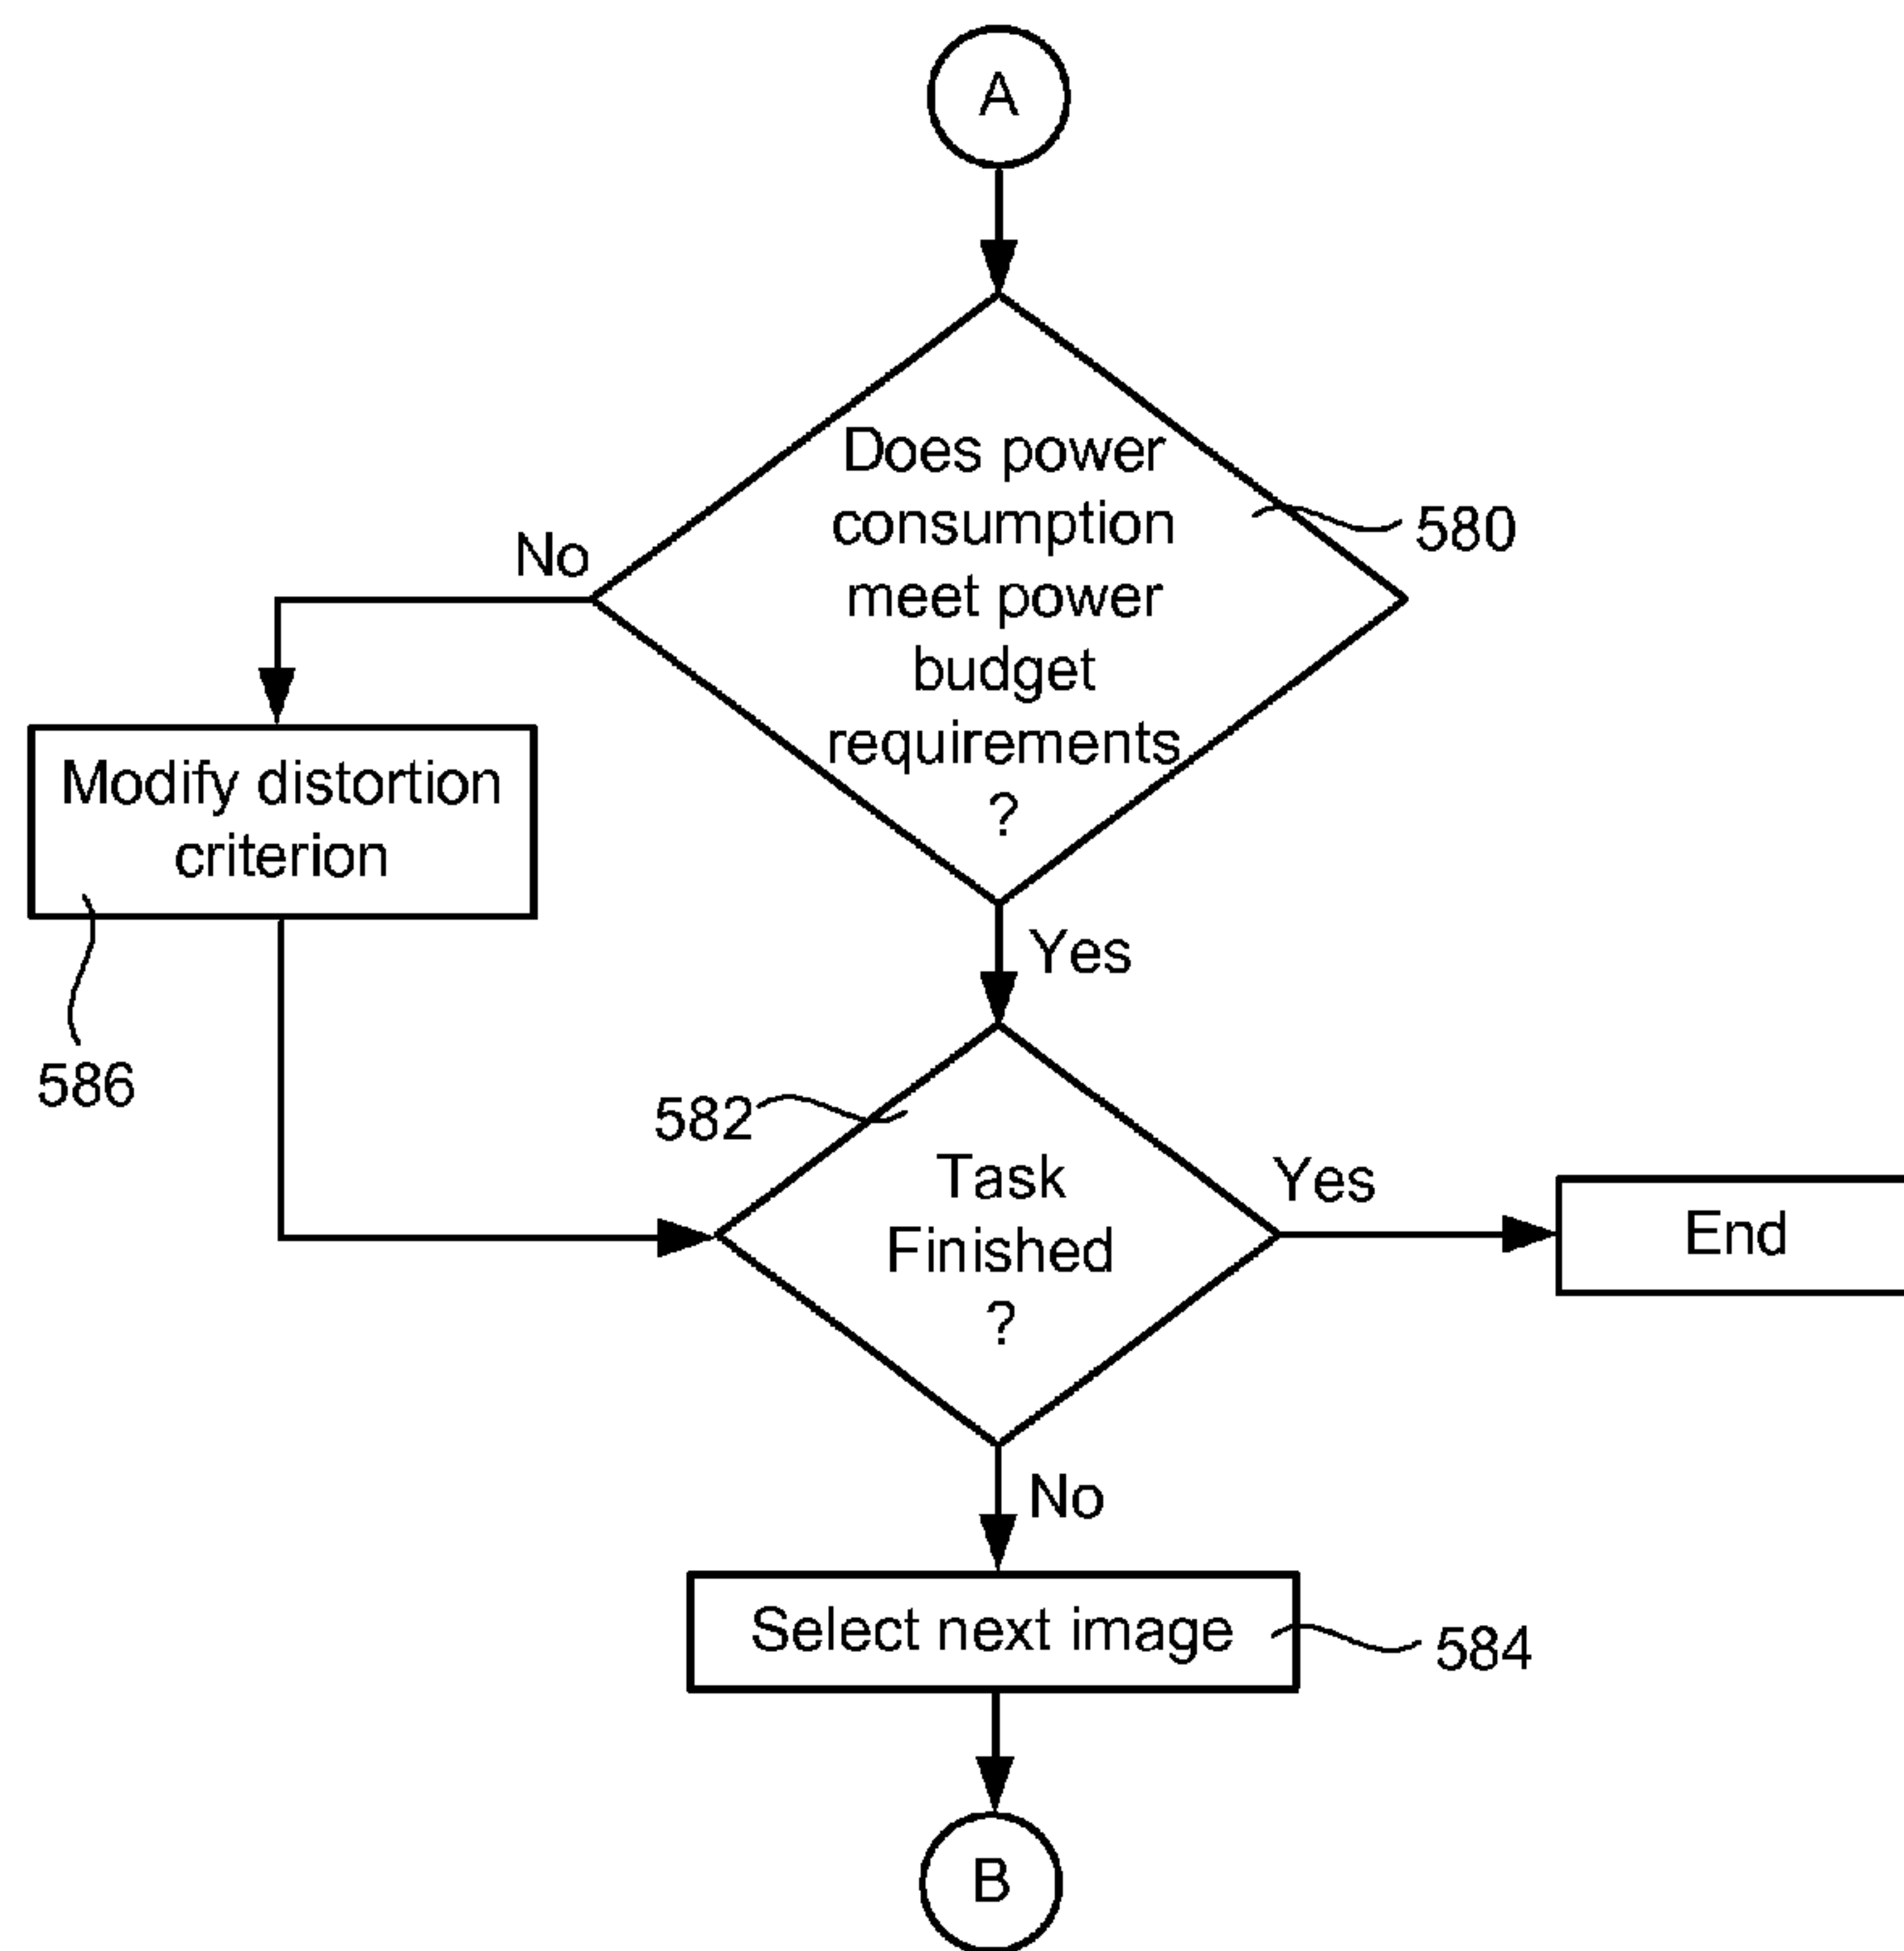 A
Does power
consumption
meet power
budget
requirements
?
580
No
Modify distortion
criterion
586
Yes
582
Task
Finished
?
Yes
End
No
Select next image
584
B